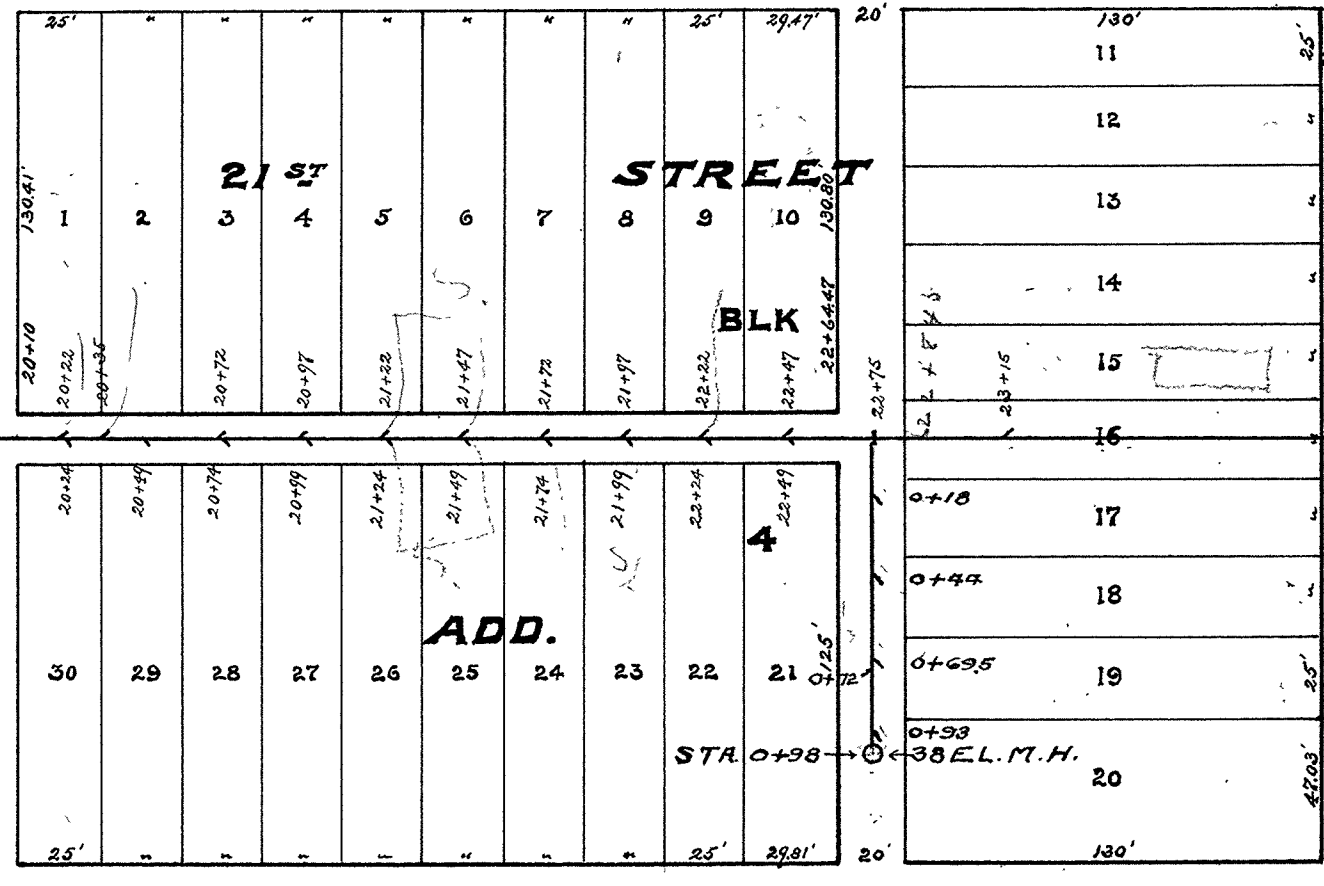 25' " " " " " " " 25' 29.47' 20' 130'
11 25'
12 "
21 ST STREET
130.41' 1 2 3 4 5 6 7 8 9 10 130.80' 13 "
14 "
BLK
20+10 20+22 20+35 20+72 20+97 21+22 21+47 21+72 21+97 22+22 22+47 22+64.47 22+75 23+15 15 "
16 "
20+24 20+49 20+74 20+99 21+24 21+49 21+74 21+99 22+24 22+49 0+18 17 "
4
0+44 18 "
ADD.
125'
30 29 28 27 26 25 24 23 22 21 0+72 0+69.5 19 25'
0+93
STA. 0+98 38 E.L. M.H.
20 47.03'
25' " " " " " " " 25' 29.81' 20' 130'